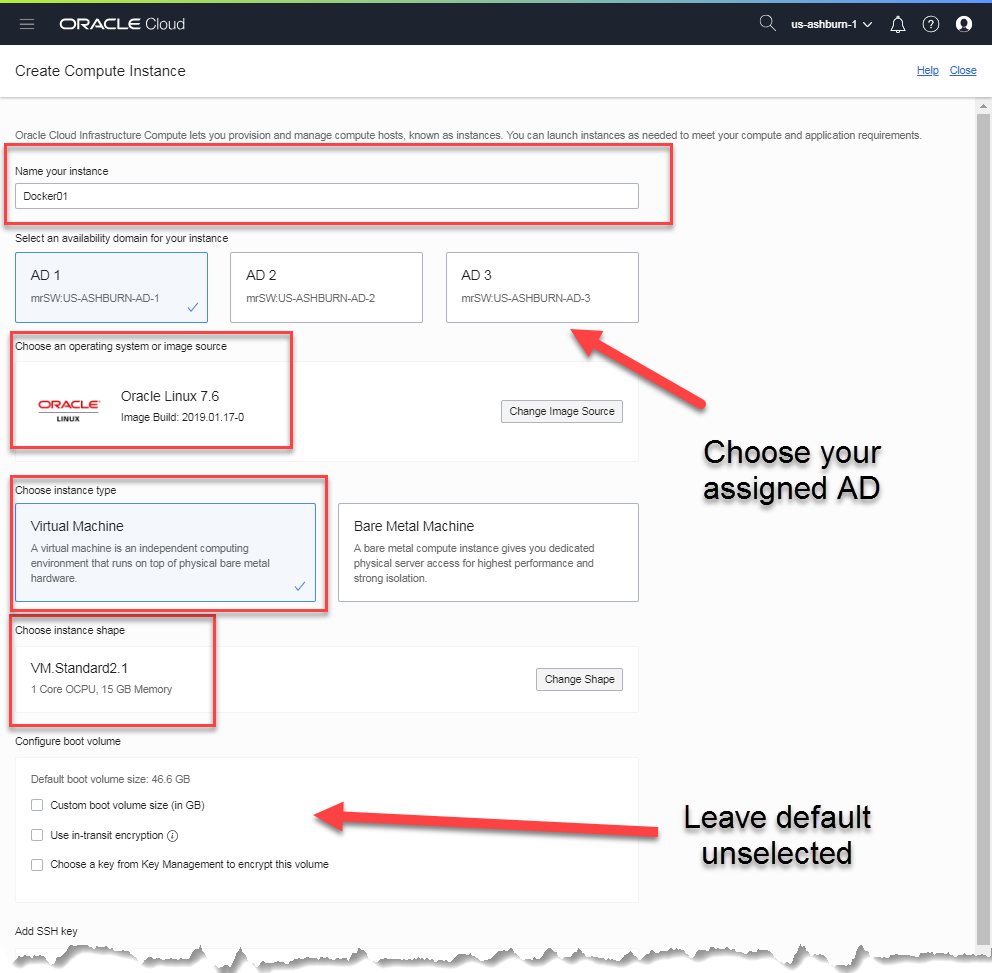 ORACLE Cloud
us-ashburn-1
Create Compute Instance
Help Close
Oracle Cloud Infrastructure Compute lets you provision and manage compute hosts, known as instances. You can launch instances as needed to meet your compute and application requirements.
Name your instance
Docker01
Select an availability domain for your instance
AD 1
mrSW:US-ASHBURN-AD-1
AD 2
mrSW:US-ASHBURN-AD-2
AD 3
mrSW:US-ASHBURN-AD-3
Choose an operating system or image source
ORACLE
LINUX
Oracle Linux 7.6
Image Build: 2019.01.17-0
Change Image Source
Choose your
assigned AD
Choose instance type
Virtual Machine
A virtual machine is an independent computing
environment that runs on top of physical bare metal
hardware.
Bare Metal Machine
A bare metal compute instance gives you dedicated
physical server access for highest performance and
strong isolation.
Choose instance shape
VM.Standard2.1
1 Core OCPU, 15 GB Memory
Change Shape
Configure boot volume
Default boot volume size: 46.6 GB
Custom boot volume size (in GB)
Use in-transit encryption
Choose a key from Key Management to encrypt this volume
Leave default
unselected
Add SSH key